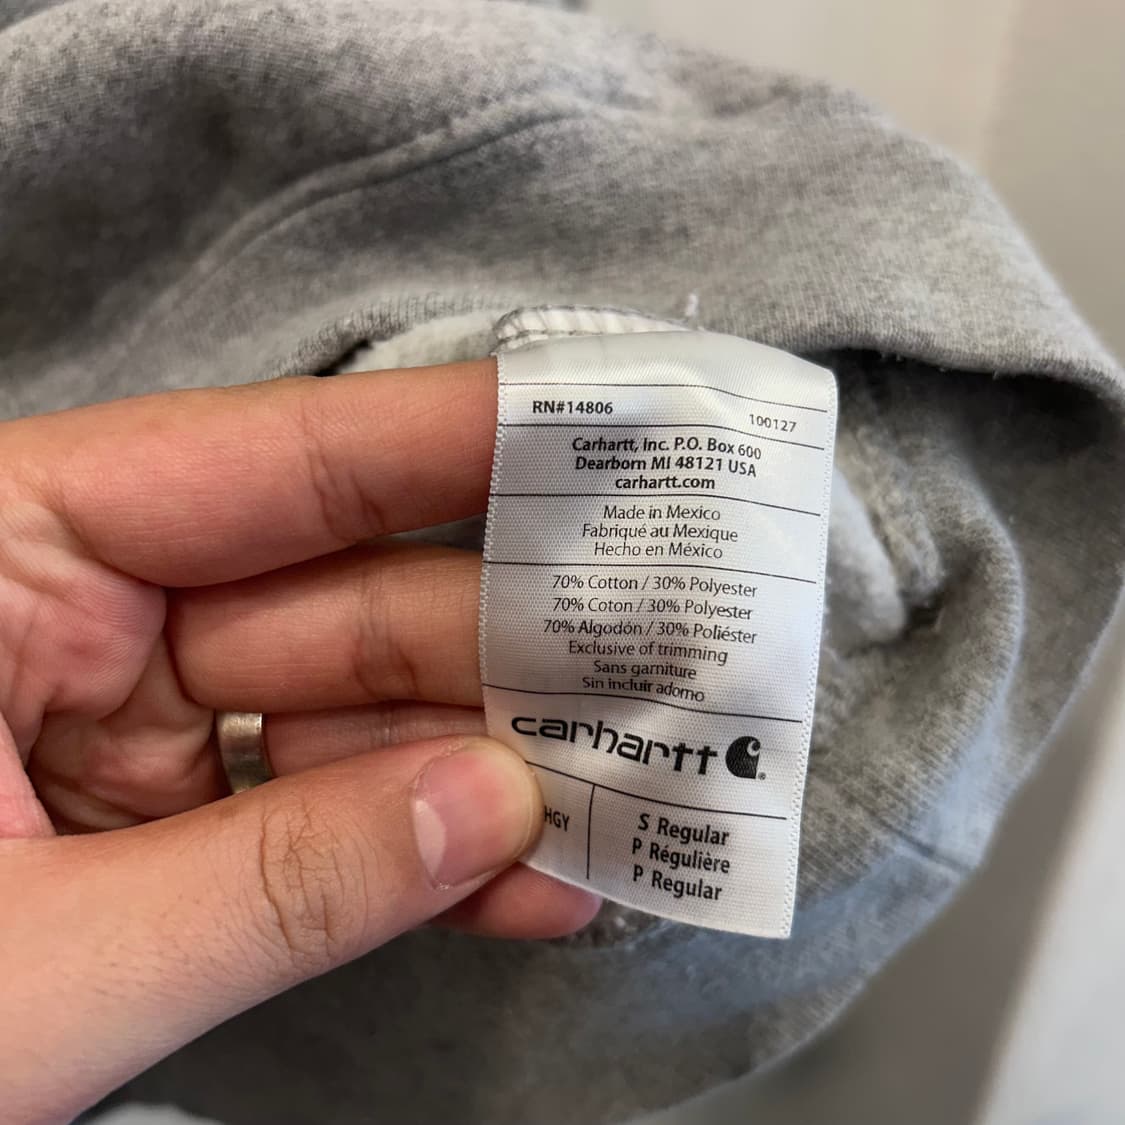 RN#14806 100127
Carhartt, Inc. P.O. Box 600
Dearborn MI 48121 USA
carhartt.com
Made in Mexico
Fabriqué au Mexique
Hecho en México
70% Cotton / 30% Polyester
70% Coton / 30% Polyester
70% Algodón / 30% Poliéster
Exclusive of trimming
Sans garniture
Sin incluir adorno
carhartt
HGY
S Regular
P Régulière
P Regular